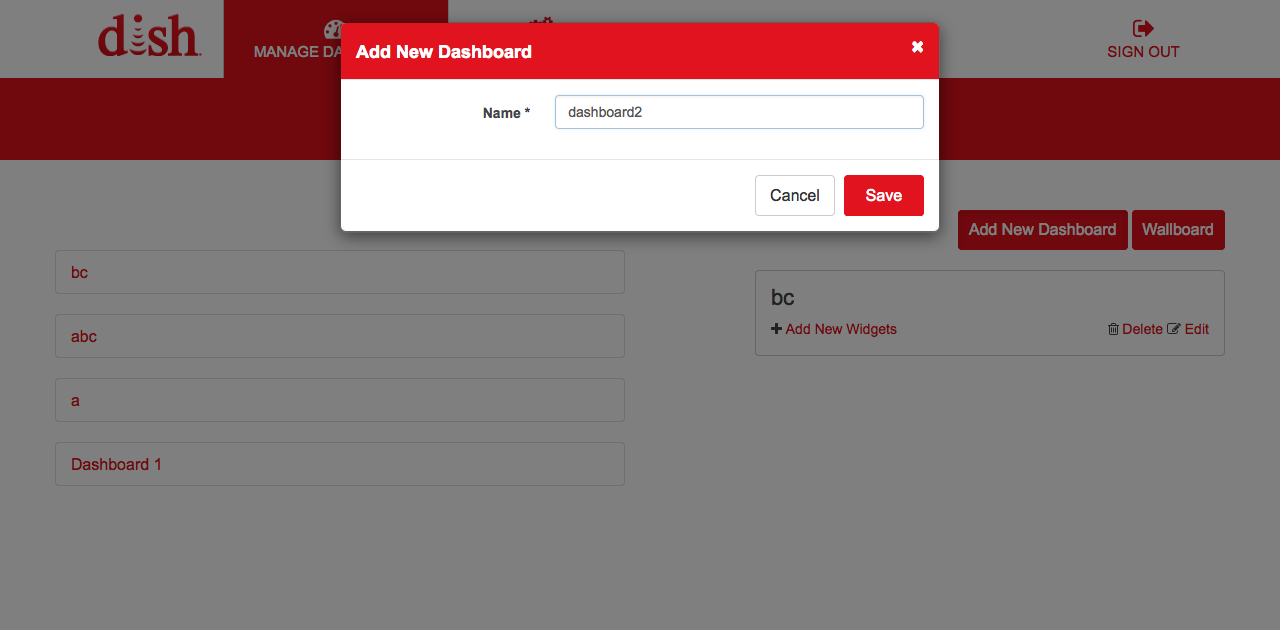 dish
MANAGE DA
SIGN OUT
Add New Dashboard
Name *
dashboard2
Cancel
Save
Add New Dashboard
Wallboard
bc
abc
a
Dashboard 1
bc
Add New Widgets
Delete
Edit